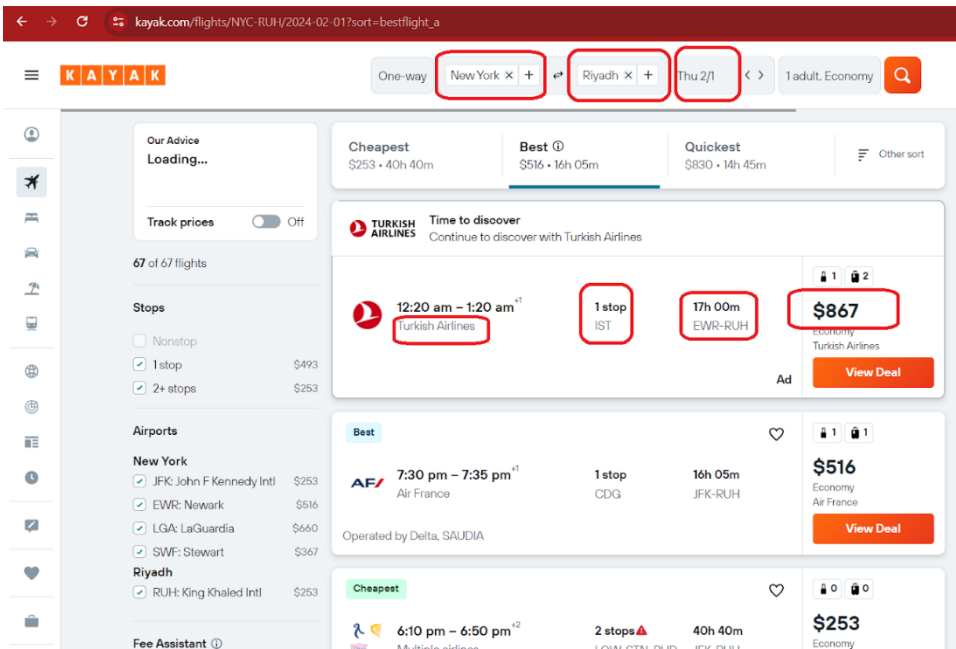 kayak.com/flights/NYC-RUH/2024-02-01?sort=bestflight_a
KAYAK
One-way
New York × +
Riyadh × +
Thu 2/1
1 adult, Economy
Our Advice
Loading...
Track prices Off
67 of 67 flights
Stops
Nonstop
1 stop $493
2+ stops $253
Airports
New York
JFK: John F Kennedy Intl $253
EWR: Newark $516
LGA: LaGuardia $660
SWF: Stewart $367
Riyadh
RUH: King Khaled Intl $253
Fee Assistant
Cheapest
$253 • 40h 40m
Best
$516 • 16h 05m
Quickest
$830 • 14h 45m
Other sort
TURKISH
AIRLINES
Time to discover
Continue to discover with Turkish Airlines
12:20 am – 1:20 am+1
Turkish Airlines
1 stop
IST
17h 00m
EWR-RUH
Ad
1 2
$867
Economy
Turkish Airlines
View Deal
Best
AF
7:30 pm – 7:35 pm+1
Air France
1 stop
CDG
16h 05m
JFK-RUH
Operated by Delta, SAUDIA
1 1
$516
Economy
Air France
View Deal
Cheapest
6:10 pm – 6:50 pm+2
Multiple airlines
2 stops
40h 40m
JFK-RUH
0 0
$253
Economy